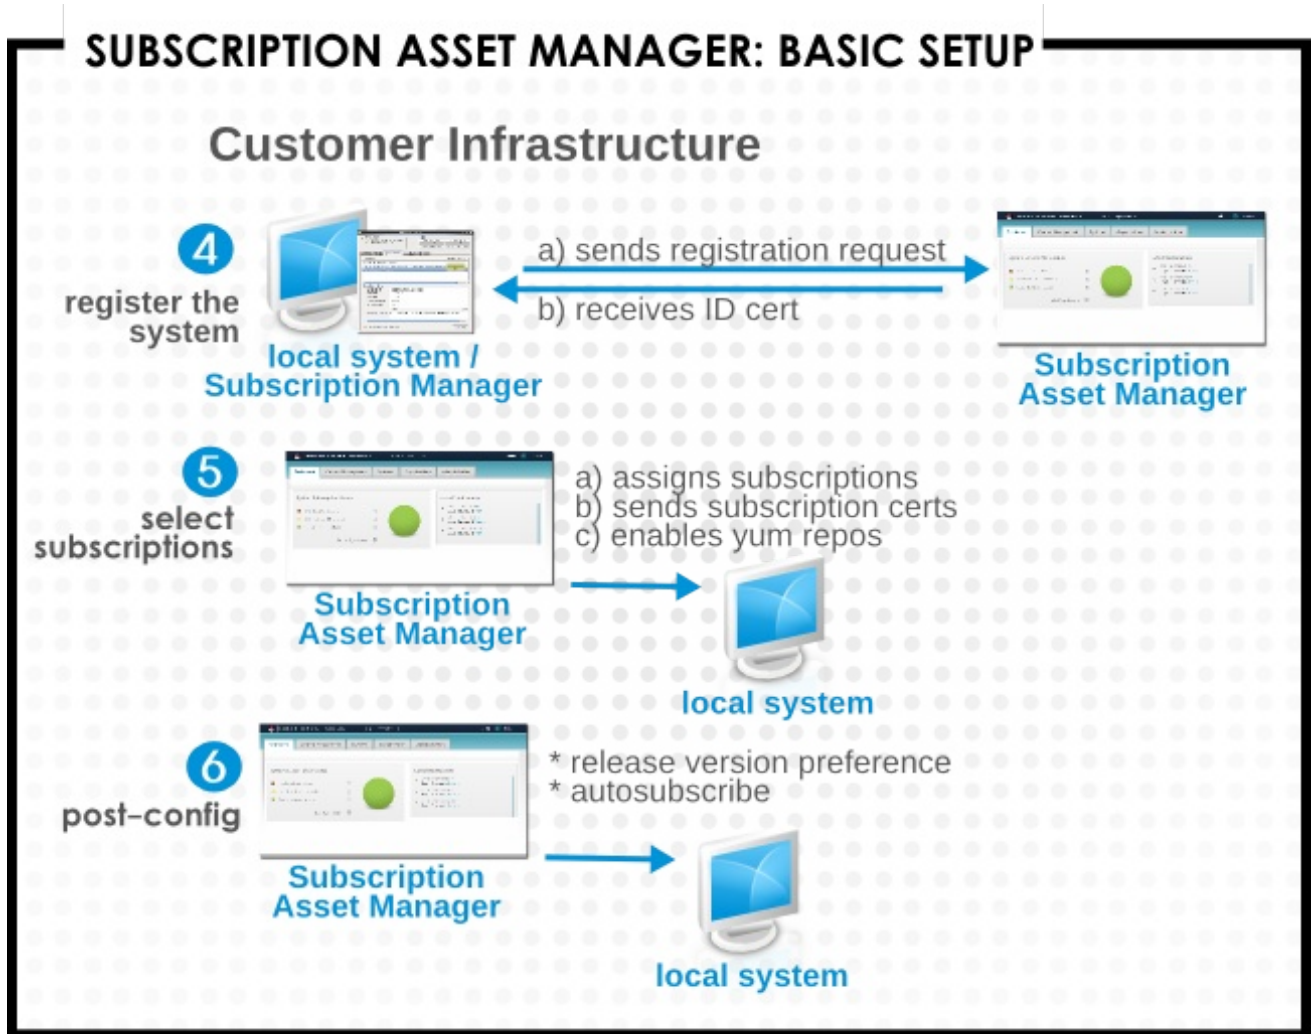 SUBSCRIPTION ASSET MANAGER: BASIC SETUP
Customer Infrastructure
4
register the
system
local system /
Subscription Manager
a) sends registration request
b) receives ID cert
Subscription
Asset Manager
5
select
subscriptions
Subscription
Asset Manager
a) assigns subscriptions
b) sends subscription certs
c) enables yum repos
local system
6
post-config
Subscription
Asset Manager
* release version preference
* autosubscribe
local system